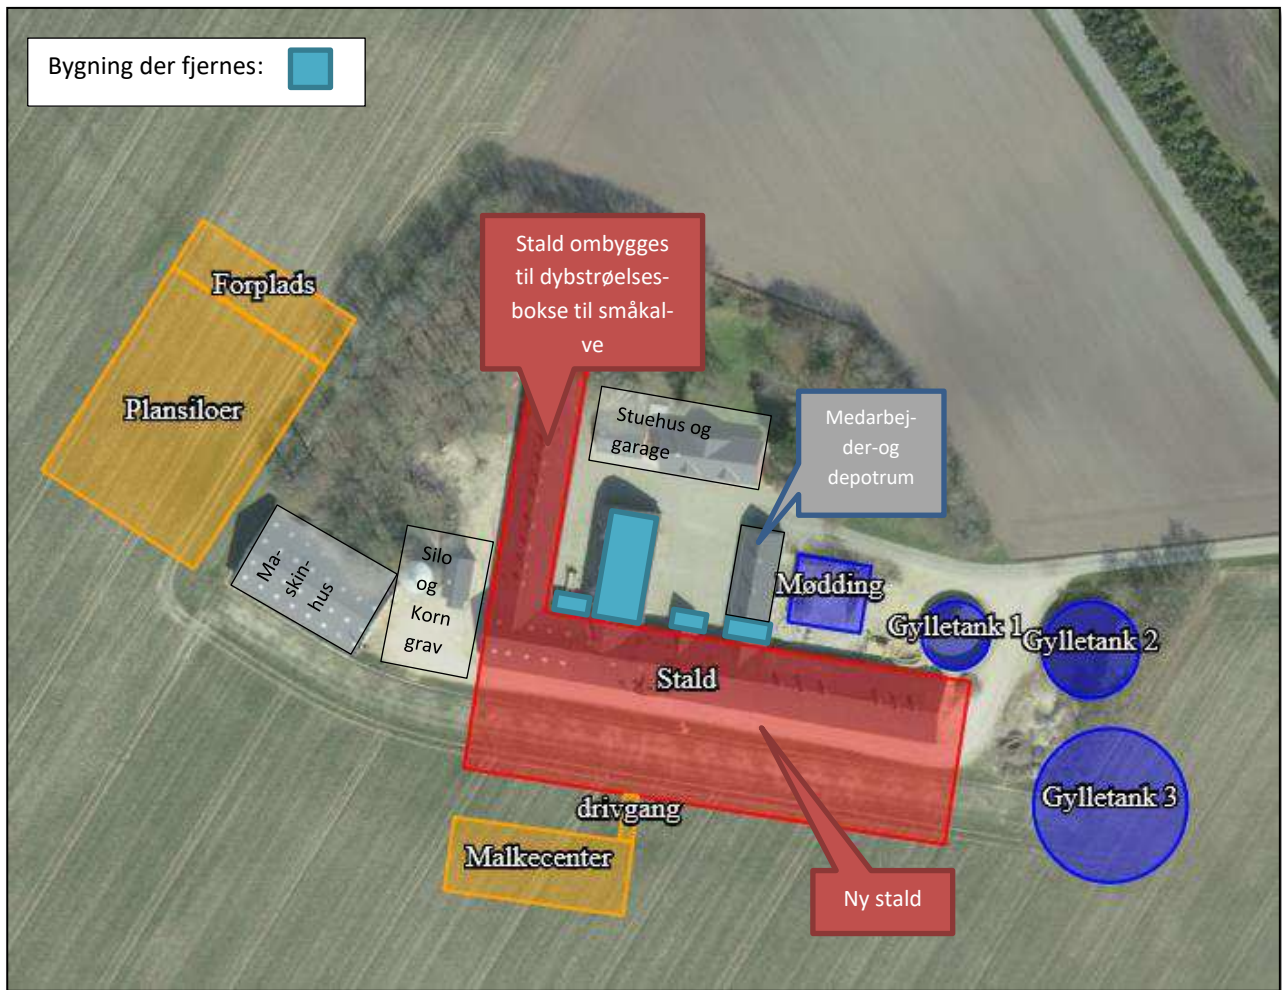 Bygning der fjernes:
Stald ombygges
til dybstrøelses-
bokse til småkal-
ve
Forplads
Plansiloer
Stuehus og
garage
Medarbej-
der-og
depotrum
Ma-
skin-
hus
Silo
og
Korn
grav
Mødding
Gylletank 1
Gylletank 2
Stald
Gylletank 3
drivgang
Malkecenter
Ny stald